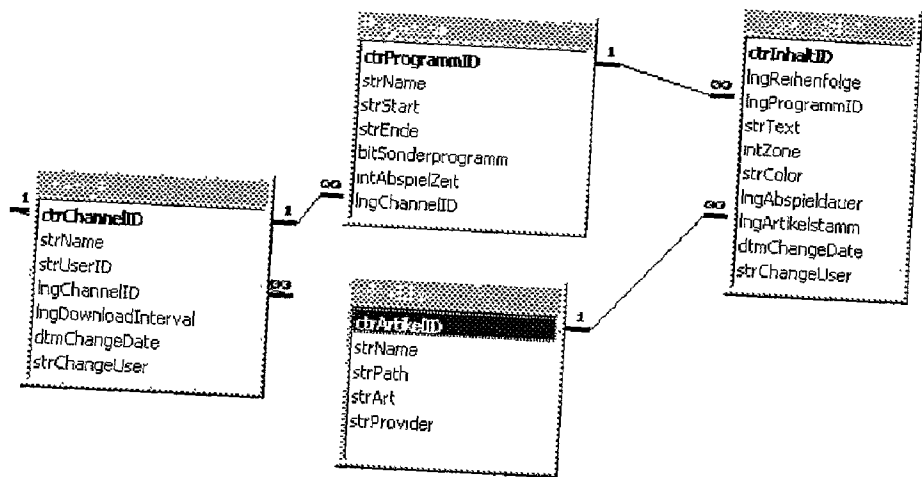 ctrProgrammID
strName
strStart
strEnde
bitSonderprogramm
intAbspielZeit
lngChannelID
1
∞
1
ctrInhaltID
lngReihenfolge
lngProgrammID
strText
intZone
strColor
lngAbspieldauer
lngArtikelstamm
dtmChangeDate
strChangeUser
∞
∞
1
ctrChannelID
strName
strUserID
lngChannelID
lngDownloadInterval
dtmChangeDate
strChangeUser
1
∞
ctrArtikelID
strName
strPath
strArt
strProvider
1